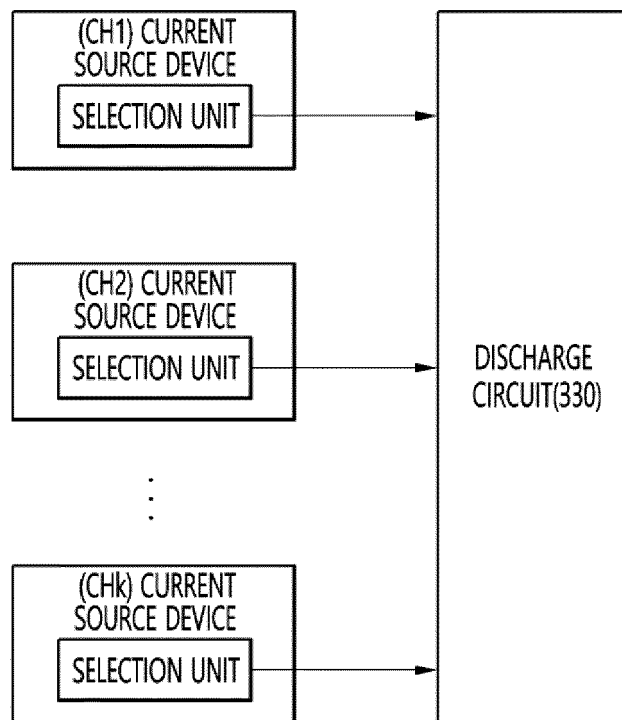 (CH1) CURRENT
SOURCE DEVICE
SELECTION UNIT
(CH2) CURRENT
SOURCE DEVICE
SELECTION UNIT
DISCHARGE
CIRCUIT(330)
(CHk) CURRENT
SOURCE DEVICE
SELECTION UNIT